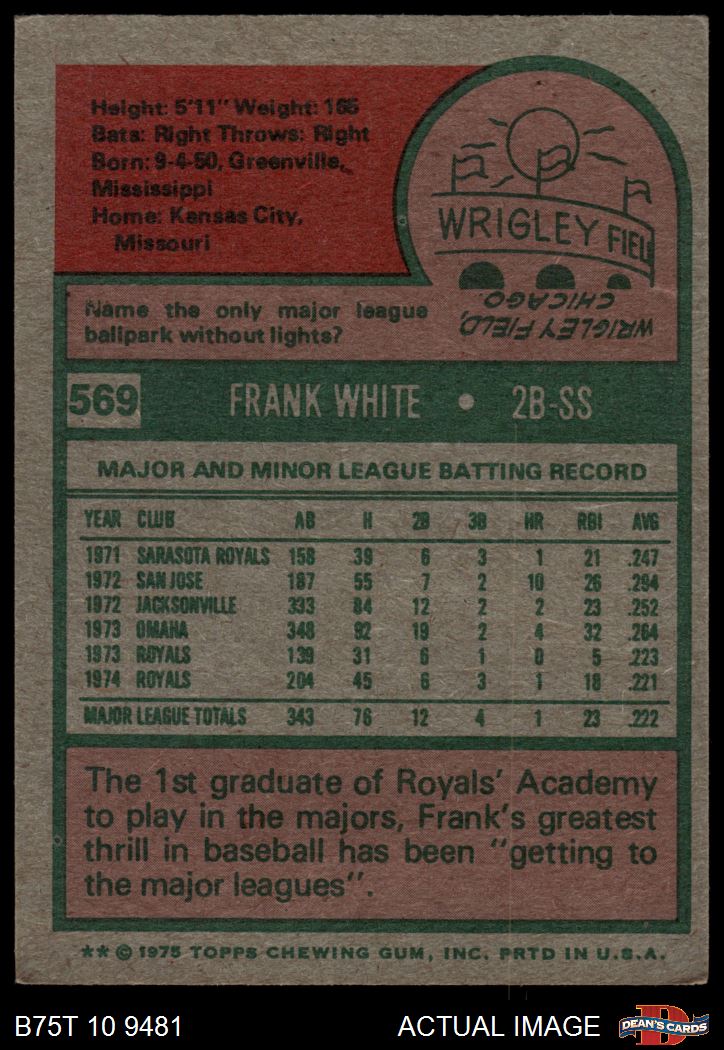 Height: 5'11" Weight: 165
Bats: Right Throws: Right
Born: 9-4-50, Greenville,
Mississippi
Home: Kansas City,
Missouri
WRIGLEY FIEL
WRIGLEY FIELD,
CHICAGO.
Name the only major league
ballpark without lights?
569 FRANK WHITE • 2B-SS
MAJOR AND MINOR LEAGUE BATTING RECORD
YEAR CLUB AB H 2B 3B HR RBI AVG
1971 SARASOTA ROYALS 158 39 6 3 1 21 .247
1972 SAN JOSE 187 55 7 2 10 26 .294
1972 JACKSONVILLE 333 84 12 2 2 23 .252
1973 OMAHA 348 92 19 2 4 32 .264
1973 ROYALS 139 31 6 1 0 5 .223
1974 ROYALS 204 45 6 3 1 18 .221
MAJOR LEAGUE TOTALS 343 76 12 4 1 23 .222
The 1st graduate of Royals' Academy
to play in the majors, Frank's greatest
thrill in baseball has been "getting to
the major leagues".
** © 1975 TOPPS CHEWING GUM, INC. PRTD IN U.S.A.
B75T 10 9481 ACTUAL IMAGE D DEAN'S CARDS